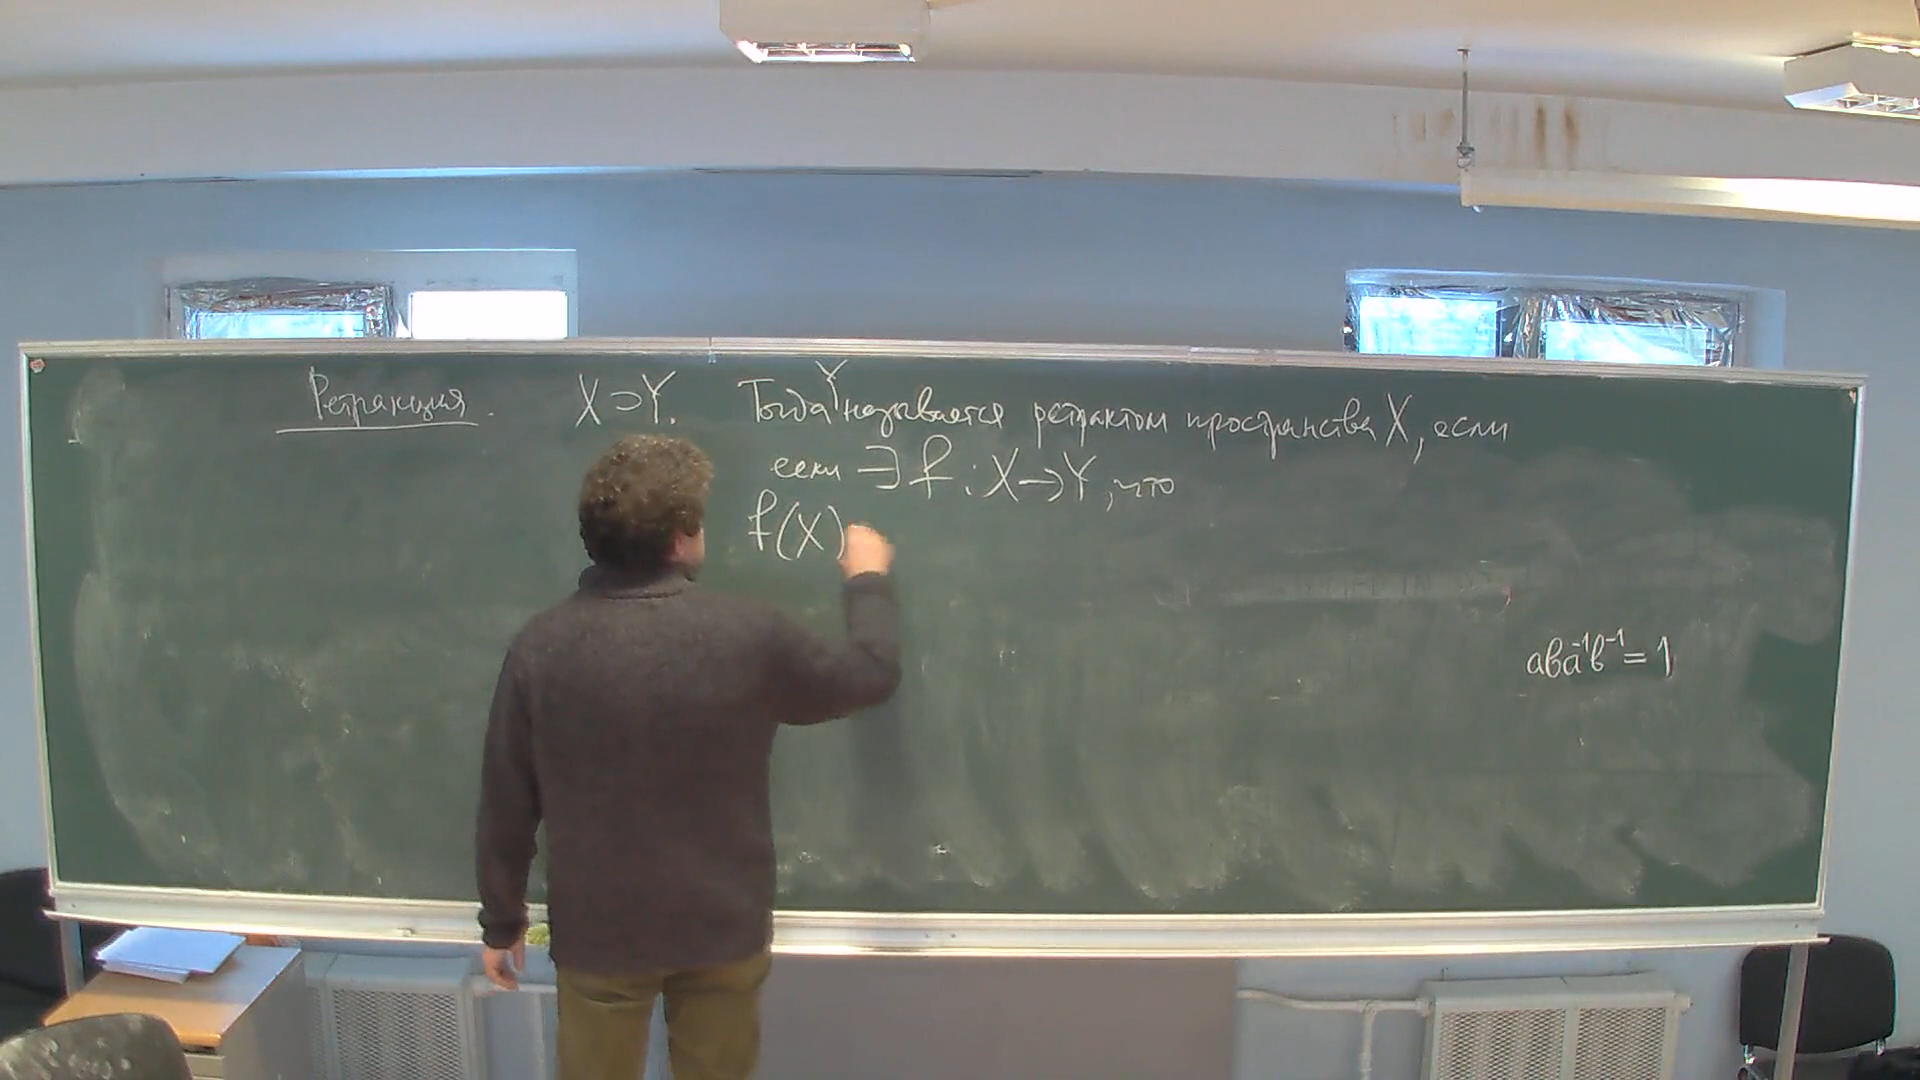 Ретракция. X ⊃ Y. Тогда Y называется ретрактом пространства X, если
если ∃ f : X → Y, что
f(X)
aba⁻¹b⁻¹ = 1